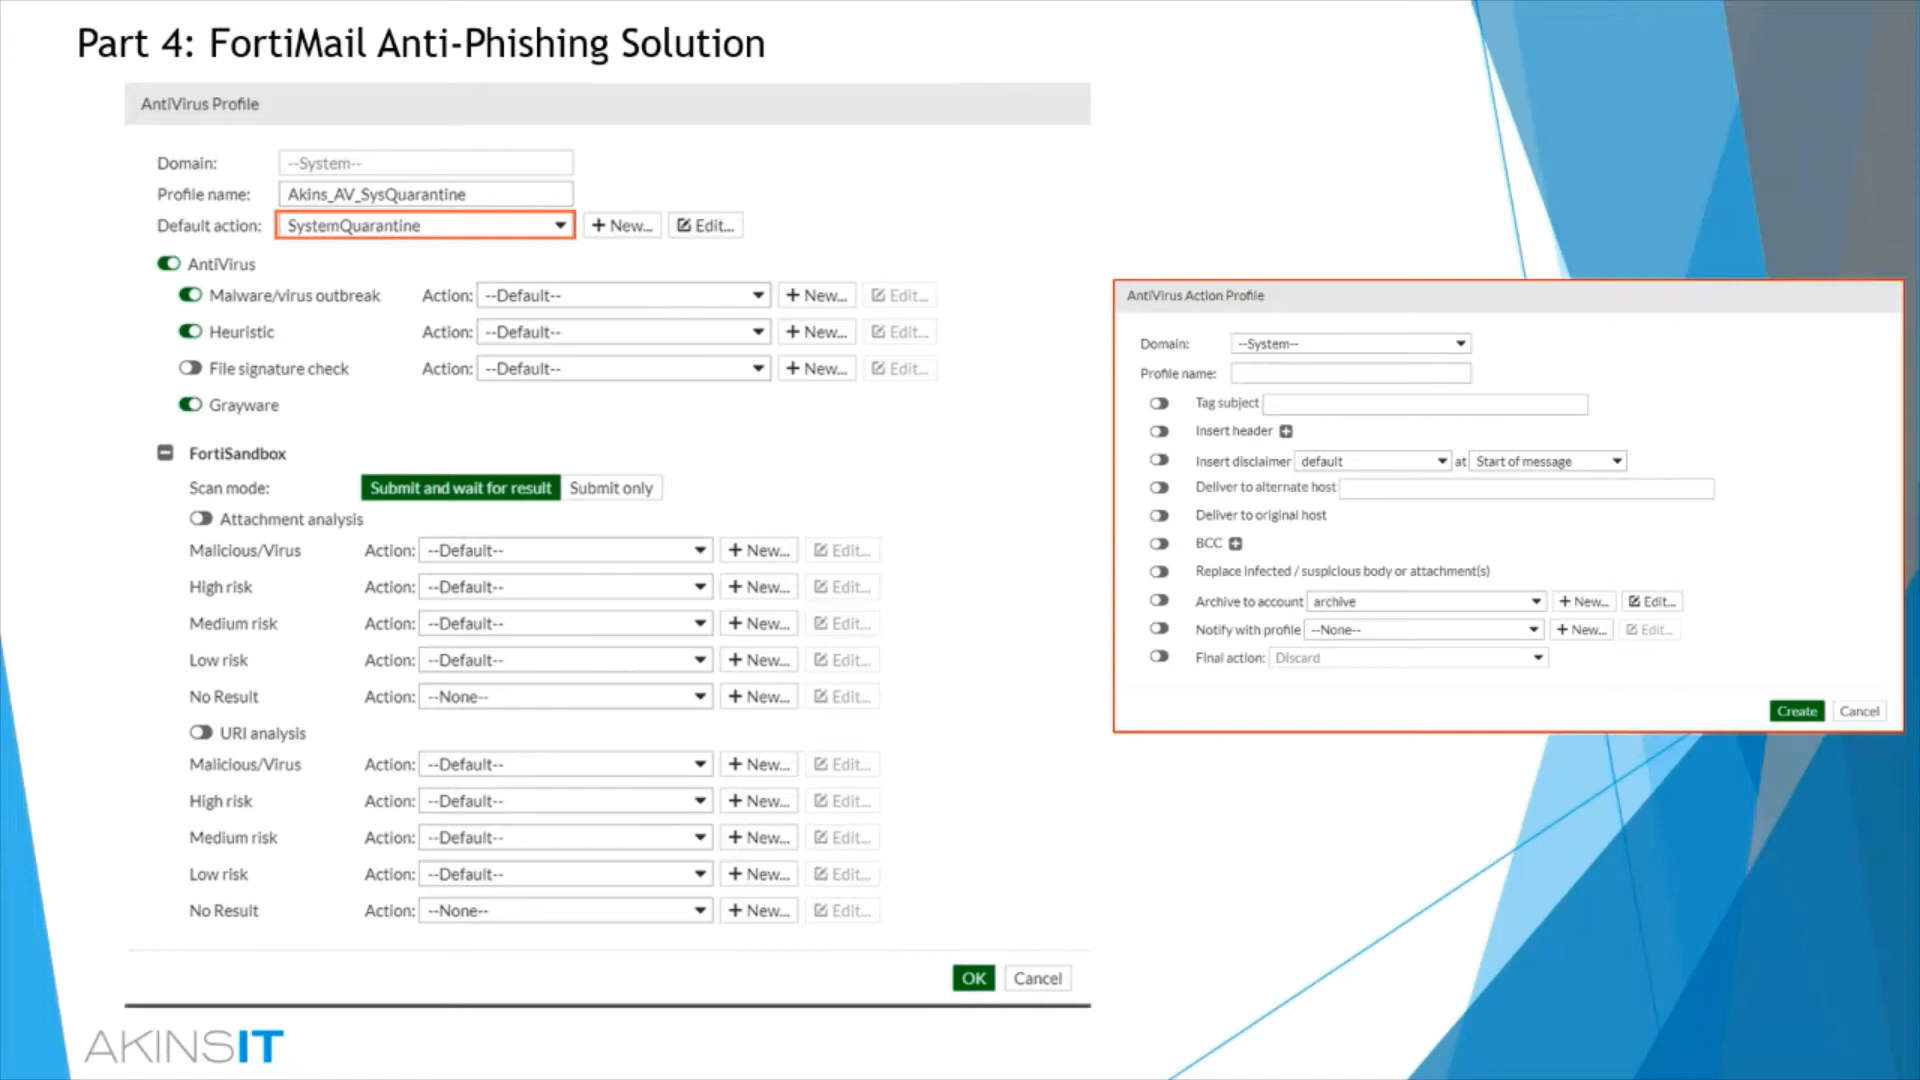 Part 4: FortiMail Anti-Phishing Solution
AntiVirus Profile
Domain: --System--
Profile name: Akins_AV_SysQuarantine
Default action: SystemQuarantine New... Edit...
AntiVirus
Malware/virus outbreak Action: --Default-- New... Edit...
Heuristic Action: --Default-- New... Edit...
File signature check Action: --Default-- New... Edit...
Grayware
FortiSandbox
Scan mode: Submit and wait for result Submit only
Attachment analysis
Malicious/Virus Action: --Default-- New... Edit...
High risk Action: --Default-- New... Edit...
Medium risk Action: --Default-- New... Edit...
Low risk Action: --Default-- New... Edit...
No Result Action: --None-- New... Edit...
URI analysis
Malicious/Virus Action: --Default-- New... Edit...
High risk Action: --Default-- New... Edit...
Medium risk Action: --Default-- New... Edit...
Low risk Action: --Default-- New... Edit...
No Result Action: --None-- New... Edit...
OK Cancel
AntiVirus Action Profile
Domain: --System--
Profile name:
Tag subject
Insert header
Insert disclaimer default at Start of message
Deliver to alternate host
Deliver to original host
BCC
Replace infected / suspicious body or attachment(s)
Archive to account archive New... Edit...
Notify with profile --None-- New... Edit...
Final action: Discard
Create Cancel
AKINSIT